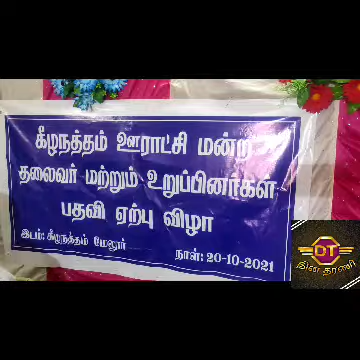 கீழநத்தம் ஊராட்சி மன்ற
தலைவர் மற்றும் உறுப்பினர்கள்
பதவி ஏற்பு விழா
இடம்: கீழநத்தம் மேலூர்
நாள்: 20-10-2021
DT
தின தரணி